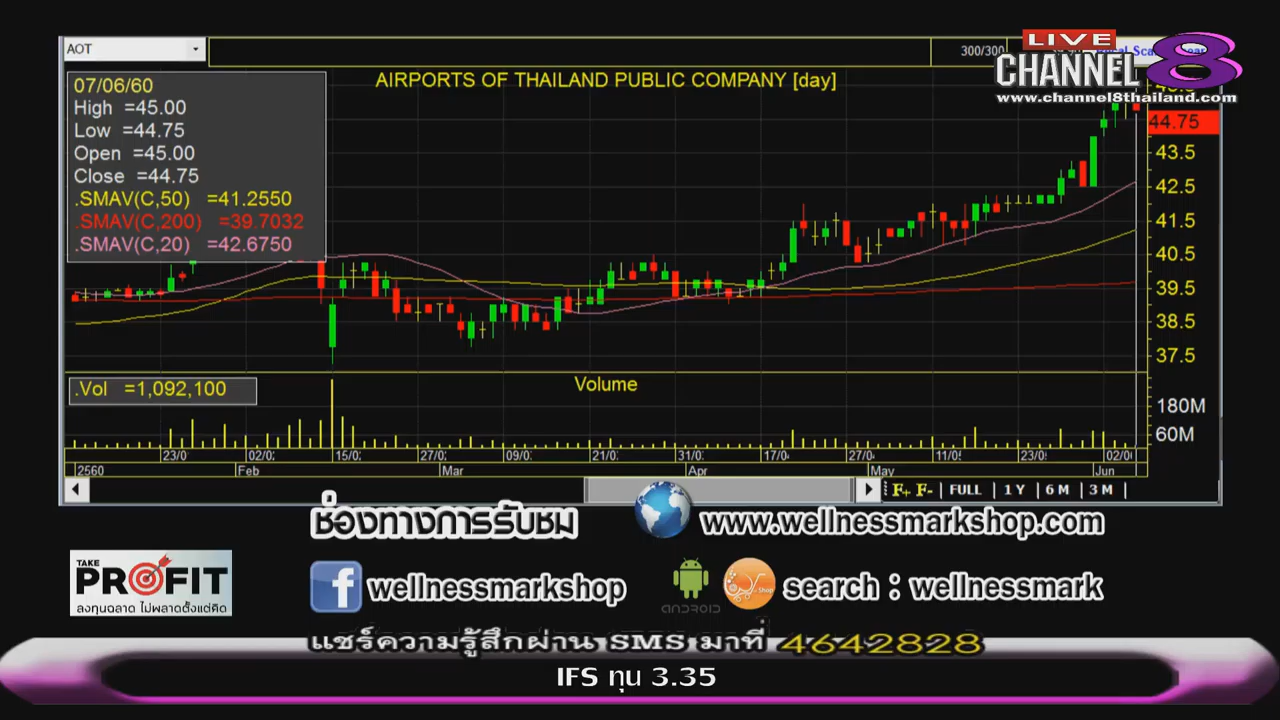 AOT
300/300
LIVE
CHANNEL 8
www.channel8thailand.com
07/06/60
High =45.00
Low =44.75
Open =45.00
Close =44.75
.SMAV(C,50) =41.2550
.SMAV(C,200) =39.7032
.SMAV(C,20) =42.6750
AIRPORTS OF THAILAND PUBLIC COMPANY [day]
44.75
43.5
42.5
41.5
40.5
39.5
38.5
37.5
.Vol =1,092,100
Volume
180M
60M
23/0 02/0 15/0 27/0 09/0 21/0 31/0 17/0 27/0 11/0 23/0 02/0
2560 Feb Mar Apr May Jun
F+ F- FULL 1 Y 6 M 3 M
ช่องทางการรับชม
www.wellnessmarkshop.com
TAKE
PROFIT
ลงทุนฉลาด ไม่พลาดตั้งแต่คิด
f wellnessmarkshop
ANDROID
Shop
search : wellnessmark
แชร์ความรู้สึกผ่าน SMS มาที่ 4642828
IFS ทุน 3.35